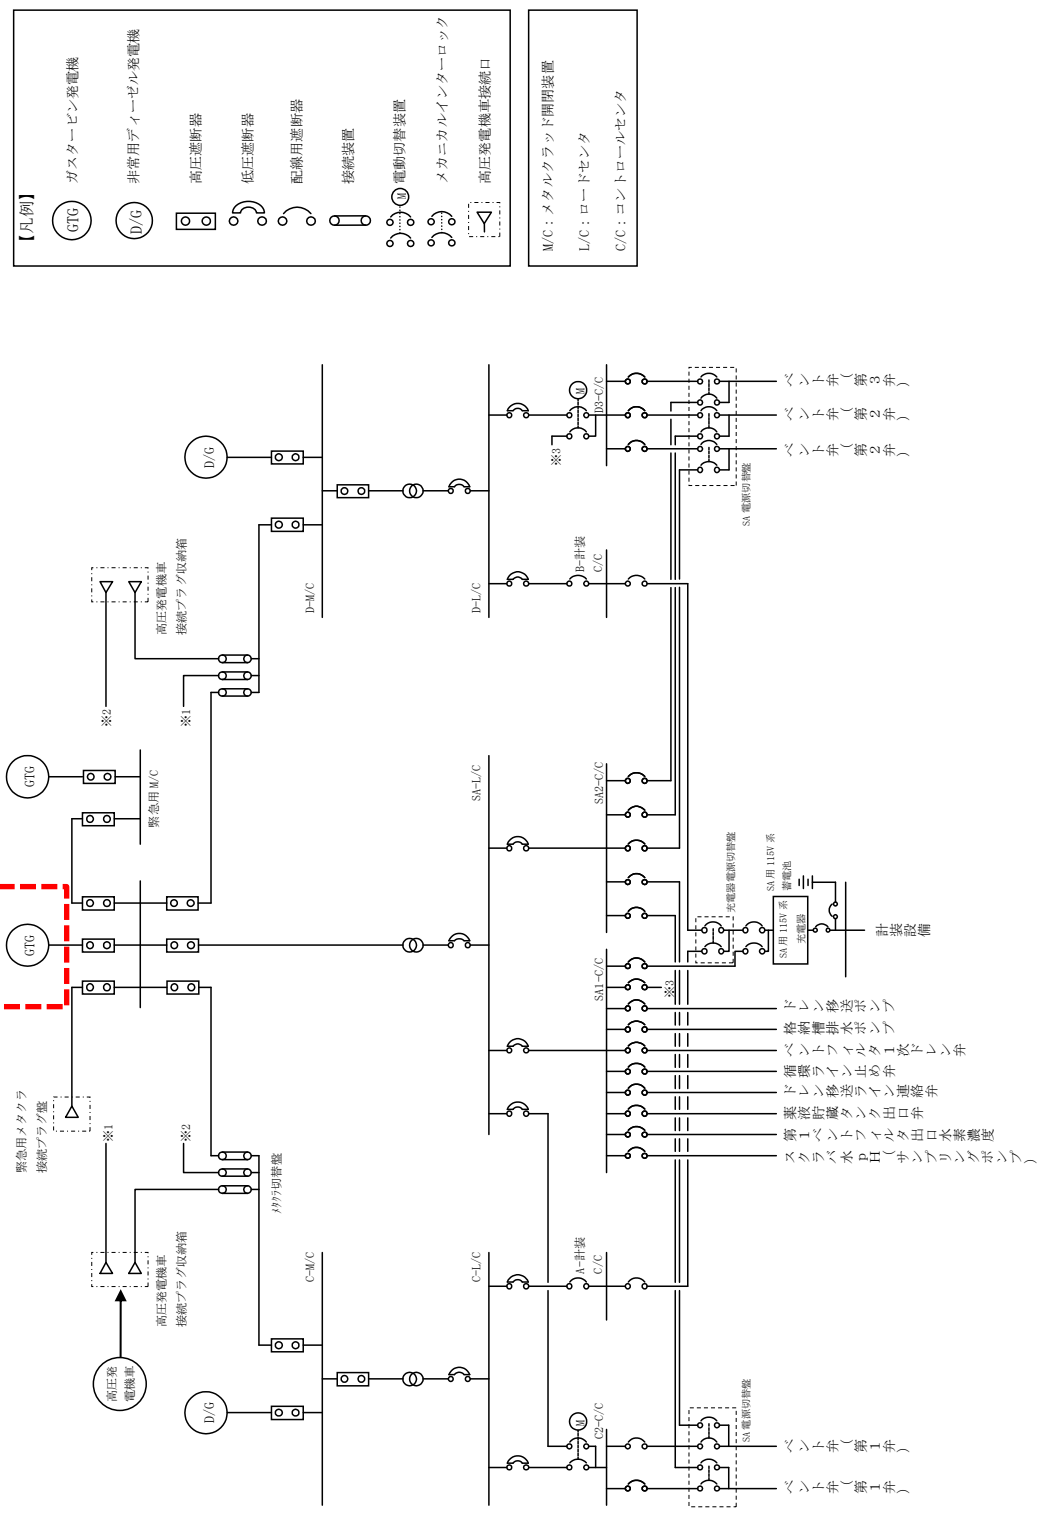 【凡例】
GTG ガスタービン発電機
D/G 非常用ディーゼル発電機
高圧遮断器
低圧遮断器
配線用遮断器
接続装置
M 電動切替装置
メカニカルインターロック
高圧発電機車接続口
M/C：メタルクラッド開閉装置
L/C：ロードセンタ
C/C：コントロールセンタ
GTG
GTG
緊急用 M/C
緊急用メタクラ
接続プラグ盤
高圧発電機車
接続プラグ収納箱
※2
※1
D/G
D-M/C
D-L/C
※3
M
D3-C/C
B-計装
C/C
SA 電源切替盤
ベント弁(第3弁)
ベント弁(第2弁)
ベント弁(第2弁)
SA-L/C
SA2-C/C
SA1-C/C
※3
充電器電源切替盤
SA 用 115V 系
蓄電池
SA 用 115V 系
充電器
計装設備
ドレン移送ポンプ
格納槽排水ポンプ
ベントフィルタ1次ドレン弁
循環ライン止め弁
ドレン移送ライン連絡弁
薬液貯蔵タンク出口弁
第1ベントフィルタ出口水素濃度
スクラバ水pH(サンプリングポンプ)
※1
※2
メタクラ切替盤
高圧発電機車
接続プラグ収納箱
高圧発
電機車
D/G
C-M/C
C-L/C
A-計装
C/C
M
C2-C/C
SA 電源切替盤
ベント弁(第1弁)
ベント弁(第1弁)